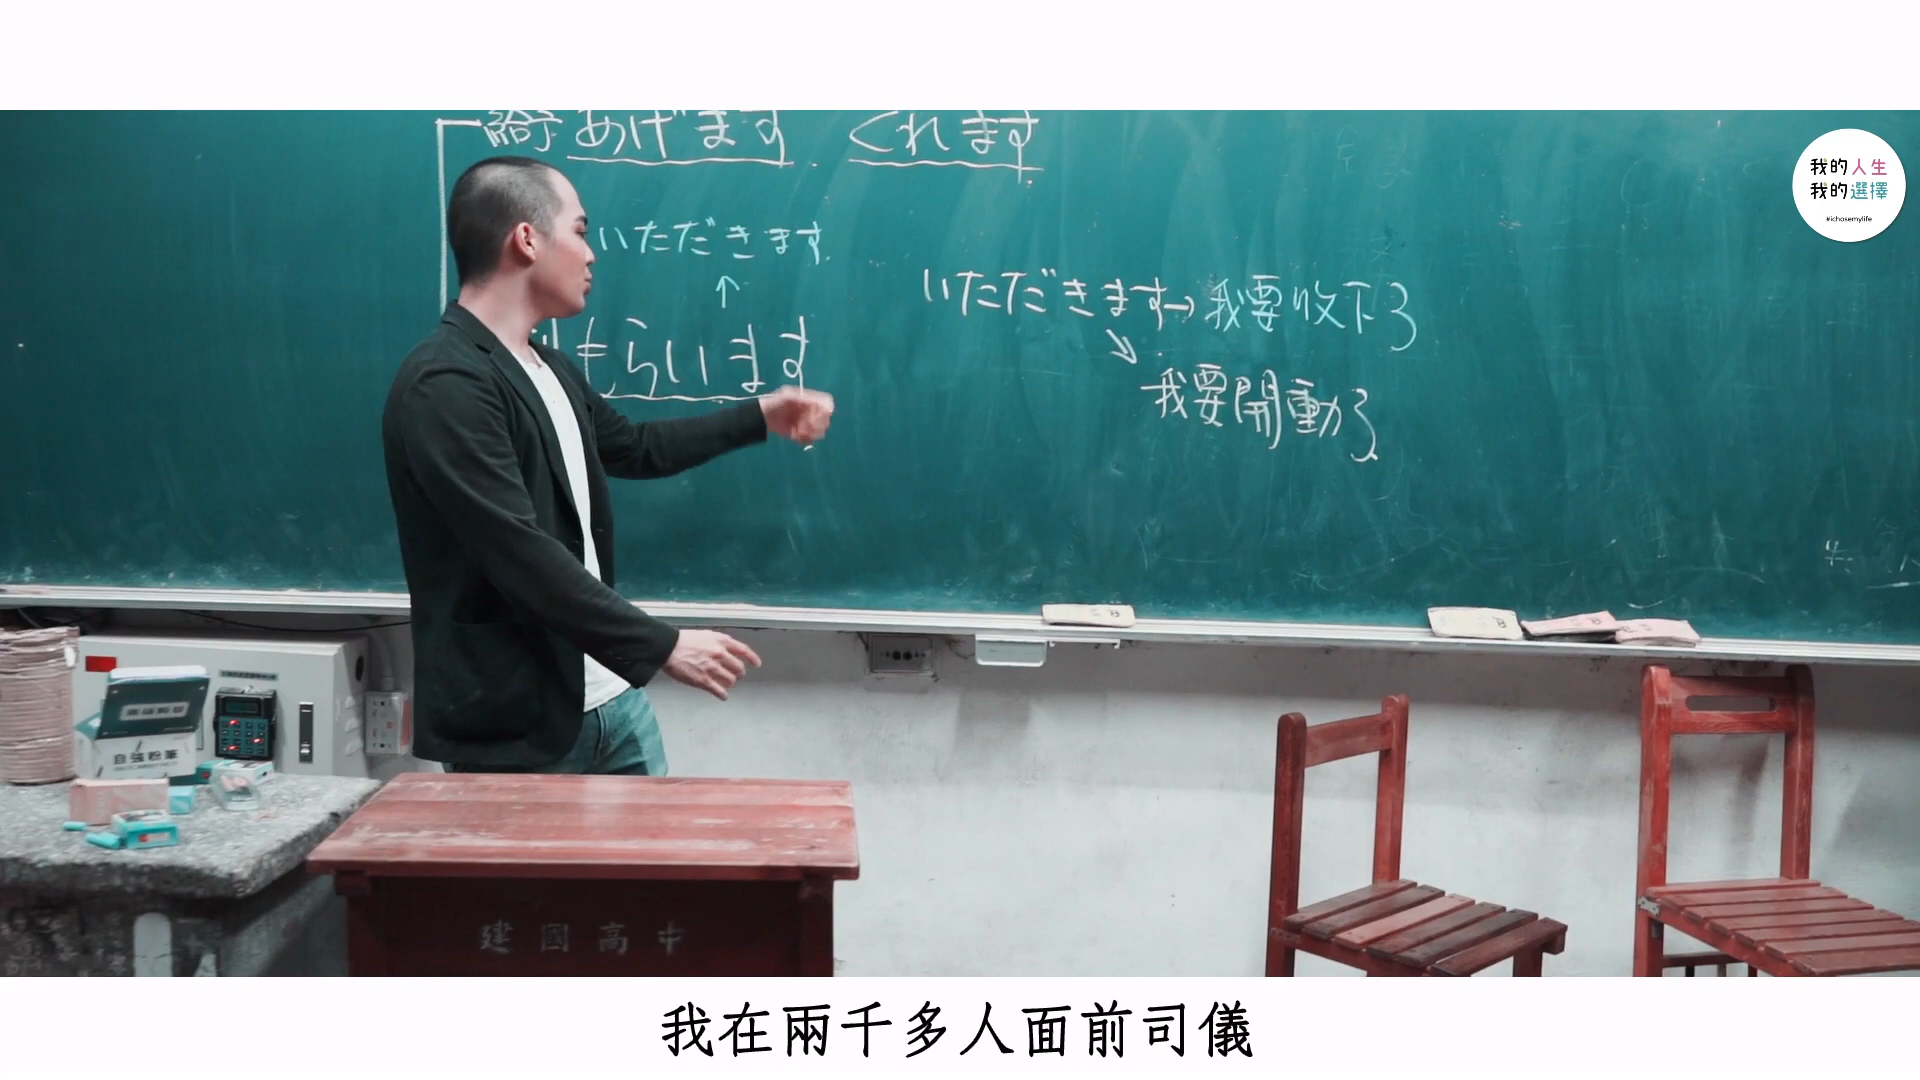 給予 あげます くれます
いただきます
↑
もらいます
いただきます→我要收下了
↘
我要開動了
我的人生
我的選擇
#ichosemylife
自強粉筆
建國高中
我在兩千多人面前司儀